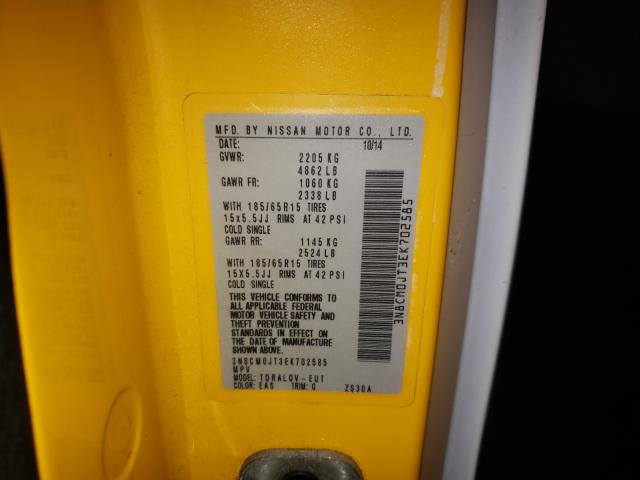 MFD. BY NISSAN MOTOR CO., LTD.
DATE: 10/14
GVWR: 2205 KG
4862 LB
GAWR FR: 1060 KG
2338 LB
WITH 185/65R15 TIRES
15x5.5JJ RIMS AT 42 PSI
COLD SINGLE
GAWR RR: 1145 KG
2524 LB
WITH 185/65R15 TIRES
15X5.5JJ RIMS AT 42 PSI
COLD SINGLE
THIS VEHICLE CONFORMS TO
ALL APPLICABLE FEDERAL
MOTOR VEHICLE SAFETY AND
THEFT PREVENTION
STANDARDS IN EFFECT ON
THE DATE OF MANUFACTURE
SHOWN ABOVE.
3N8CM0JT3EK702585
MPV
MODEL: TDRALOV-EUT
COLOR: EAS TRIM: G ZS30A
3N8CM0JT3EK702585